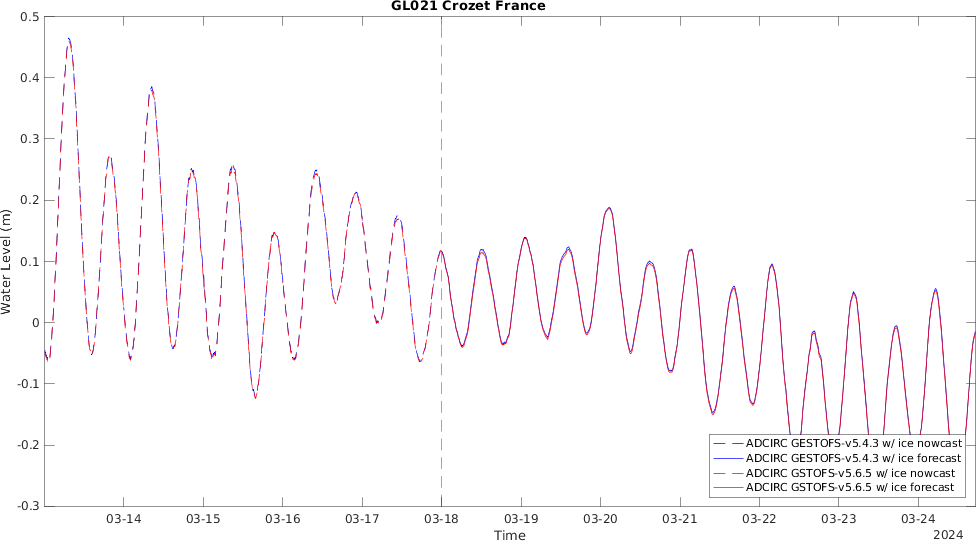 GL021 Crozet France
0.5
0.4
0.3
0.2
0.1
0
-0.1
-0.2
-0.3
Water Level (m)
ADCIRC GESTOFS-v5.4.3 w/ ice nowcast
ADCIRC GESTOFS-v5.4.3 w/ ice forecast
ADCIRC GSTOFS-v5.6.5 w/ ice nowcast
ADCIRC GSTOFS-v5.6.5 w/ ice forecast
03-14 03-15 03-16 03-17 03-18 03-19 03-20 03-21 03-22 03-23 03-24
Time
2024